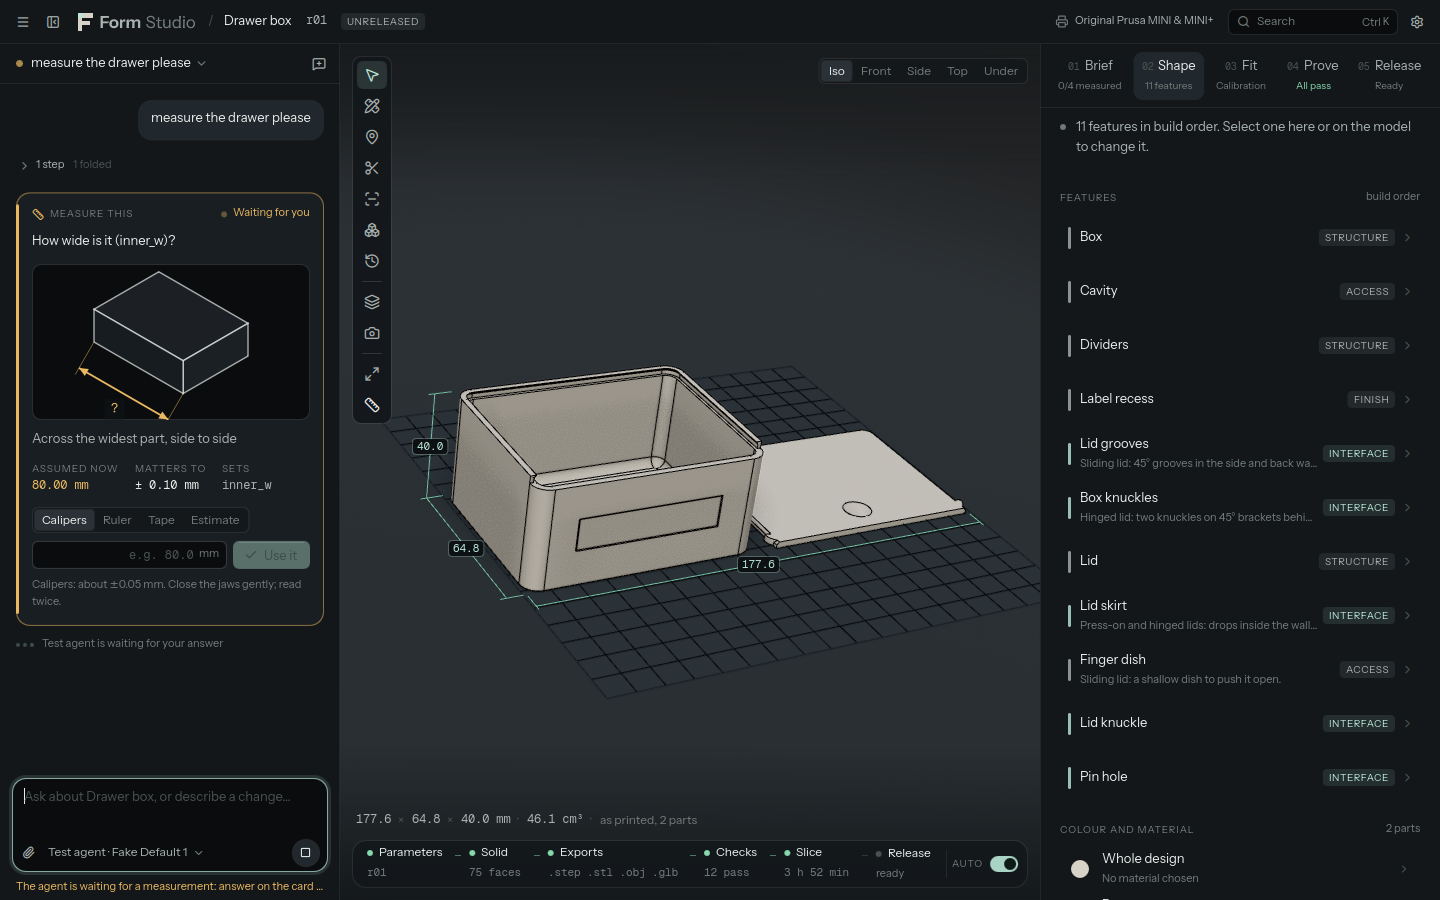 Form Studio / Drawer box r01 UNRELEASED
Original Prusa MINI & MINI+
Search Ctrl K
measure the drawer please
measure the drawer please
1 step 1 folded
MEASURE THIS
Waiting for you
How wide is it (inner_w)?
?
Across the widest part, side to side
ASSUMED NOW MATTERS TO SETS
80.00 mm ± 0.10 mm inner_w
Calipers Ruler Tape Estimate
e.g. 80.0 mm Use it
Calipers: about ±0.05 mm. Close the jaws gently; read
twice.
Test agent is waiting for your answer
Ask about Drawer box, or describe a change...
Test agent · Fake Default 1
The agent is waiting for a measurement: answer on the card ...
Iso Front Side Top Under
40.0
64.8
177.6
177.6 × 64.8 × 40.0 mm · 46.1 cm³ · as printed, 2 parts
Parameters Solid Exports Checks Slice Release
r01 75 faces .step .stl .obj .glb 12 pass 3 h 52 min ready
AUTO
01 Brief 02 Shape 03 Fit 04 Prove 05 Release
0/4 measured 11 features Calibration All pass Ready
11 features in build order. Select one here or on the model
to change it.
FEATURES build order
Box STRUCTURE
Cavity ACCESS
Dividers STRUCTURE
Label recess FINISH
Lid grooves INTERFACE
Sliding lid: 45° grooves in the side and back wa...
Box knuckles INTERFACE
Hinged lid: two knuckles on 45° brackets behi...
Lid STRUCTURE
Lid skirt INTERFACE
Press-on and hinged lids: drops inside the wall...
Finger dish ACCESS
Sliding lid: a shallow dish to push it open.
Lid knuckle INTERFACE
Pin hole INTERFACE
COLOUR AND MATERIAL 2 parts
Whole design
No material chosen